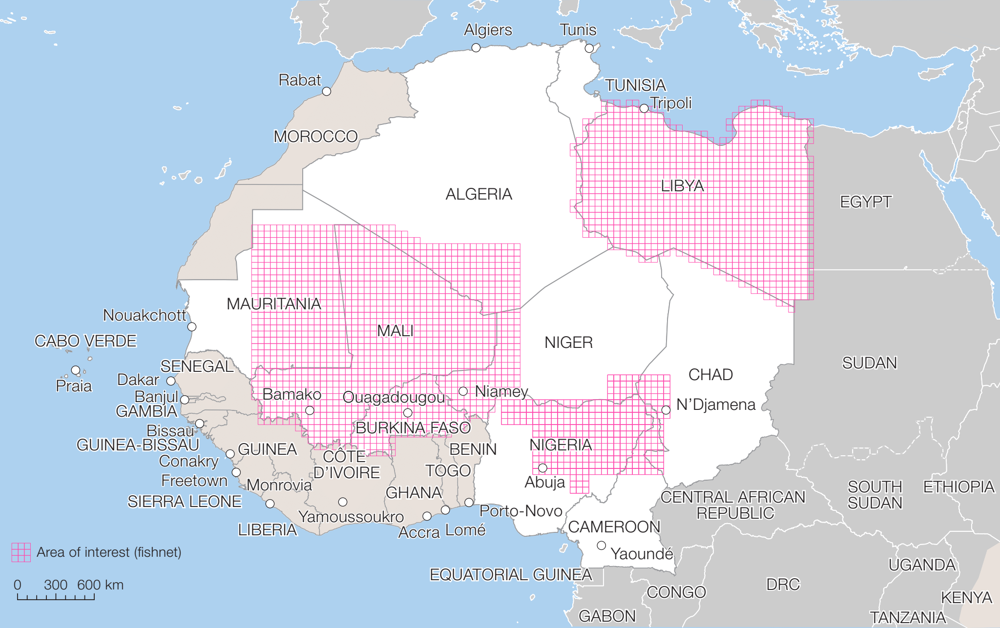 Algiers
Tunis
Rabat
TUNISIA
Tripoli
MOROCCO
LIBYA
ALGERIA
EGYPT
MAURITANIA
Nouakchott
MALI
CABO VERDE
NIGER
SENEGAL
SUDAN
CHAD
Dakar
Praia
Banjul
Bamako
Ouagadougou
Niamey
N'Djamena
GAMBIA
BURKINA FASO
Bissau
GUINEA-BISSAU
GUINEA
NIGERIA
BENIN
Conakry
CÔTE
D'IVOIRE
TOGO
Freetown
Monrovia
Abuja
GHANA
SIERRA LEONE
SOUTH
SUDAN
ETHIOPIA
CENTRAL AFRICAN
REPUBLIC
Yamoussoukro
Porto-Novo
LIBERIA
Accra
Lomé
CAMEROON
Yaoundé
Area of interest (fishnet)
EQUATORIAL GUINEA
UGANDA
DRC
CONGO
KENYA
GABON
TANZANIA
0 300 600 km